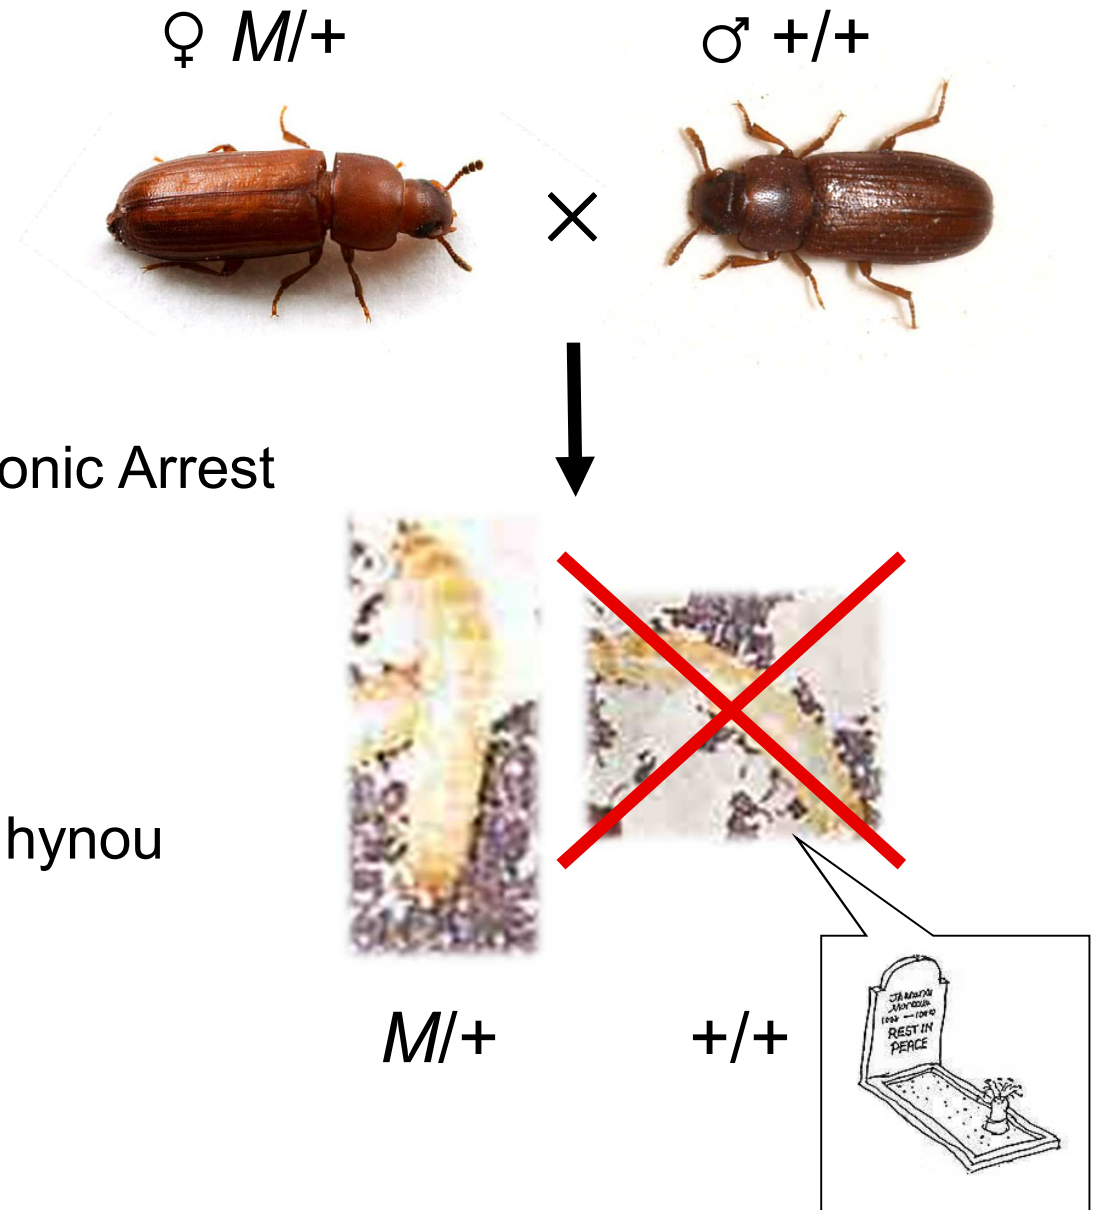 ♀ M/+
♂ +/+
×
onic Arrest
hynou
M/+
+/+
REST IN
PEACE